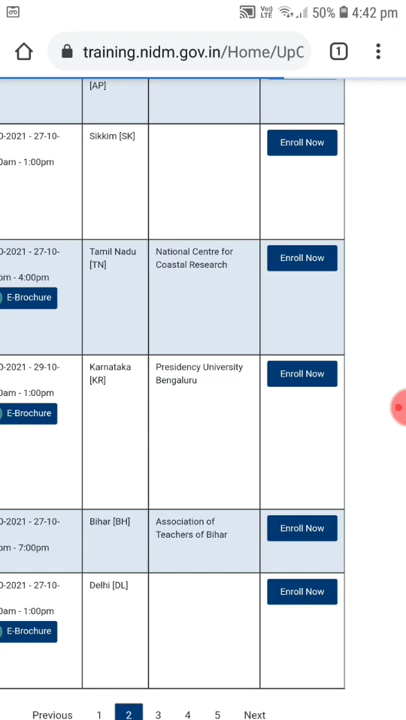 Vo)
LTE
50%
4:42 pm
training.nidm.gov.in/Home/UpC
1
[AP]
0-2021 - 27-10-
0am - 1:00pm
Sikkim [SK]
Enroll Now
0-2021 - 27-10-
pm - 4:00pm
E-Brochure
Tamil Nadu
[TN]
National Centre for
Coastal Research
Enroll Now
0-2021 - 29-10-
0am - 1:00pm
E-Brochure
Karnataka
[KR]
Presidency University
Bengaluru
Enroll Now
0-2021 - 27-10-
pm - 7:00pm
Bihar [BH]
Association of
Teachers of Bihar
Enroll Now
0-2021 - 27-10-
0am - 1:00pm
E-Brochure
Delhi [DL]
Enroll Now
Previous 1 2 3 4 5 Next